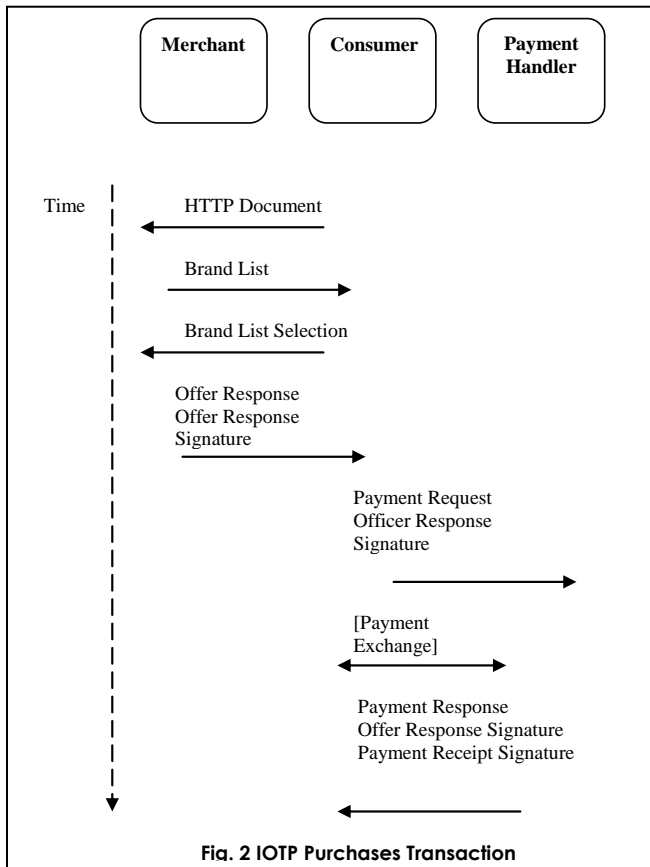 Merchant
Consumer
Payment
Handler
Time
HTTP Document
Brand List
Brand List Selection
Offer Response
Offer Response
Signature
Payment Request
Officer Response
Signature
[Payment
Exchange]
Payment Response
Offer Response Signature
Payment Receipt Signature
Fig. 2 IOTP Purchases Transaction